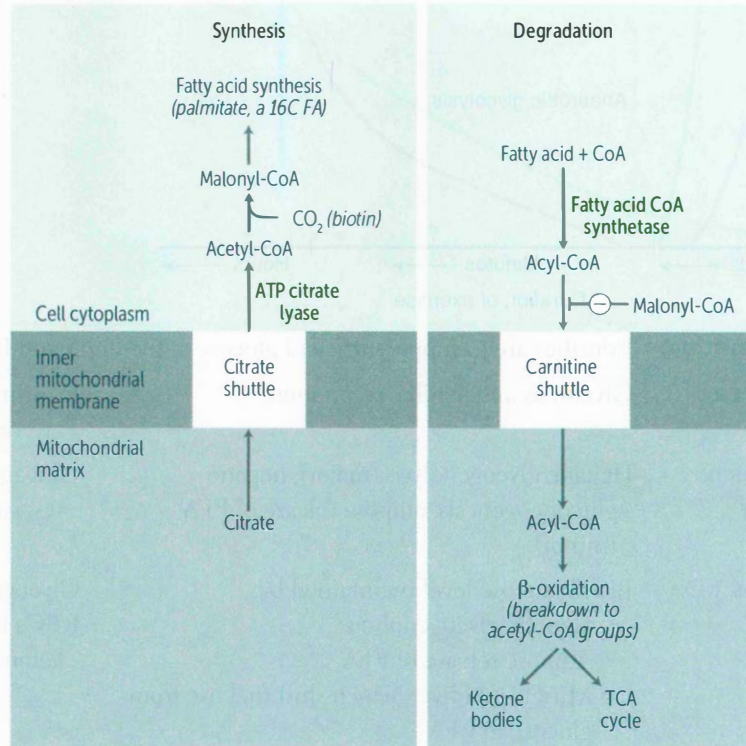 Synthesis
Fatty acid synthesis
(palmitate, a 16C FA)
Malonyl-CoA
CO2 (biotin)
Acetyl-CoA
ATP citrate
lyase
Cell cytoplasm
Inner
mitochondrial
membrane
Citrate
shuttle
Mitochondrial
matrix
Citrate
Degradation
Fatty acid + CoA
Fatty acid CoA
synthetase
Acyl-CoA
− Malonyl-CoA
Carnitine
shuttle
Acyl-CoA
β-oxidation
(breakdown to
acetyl-CoA groups)
Ketone
bodies
TCA
cycle